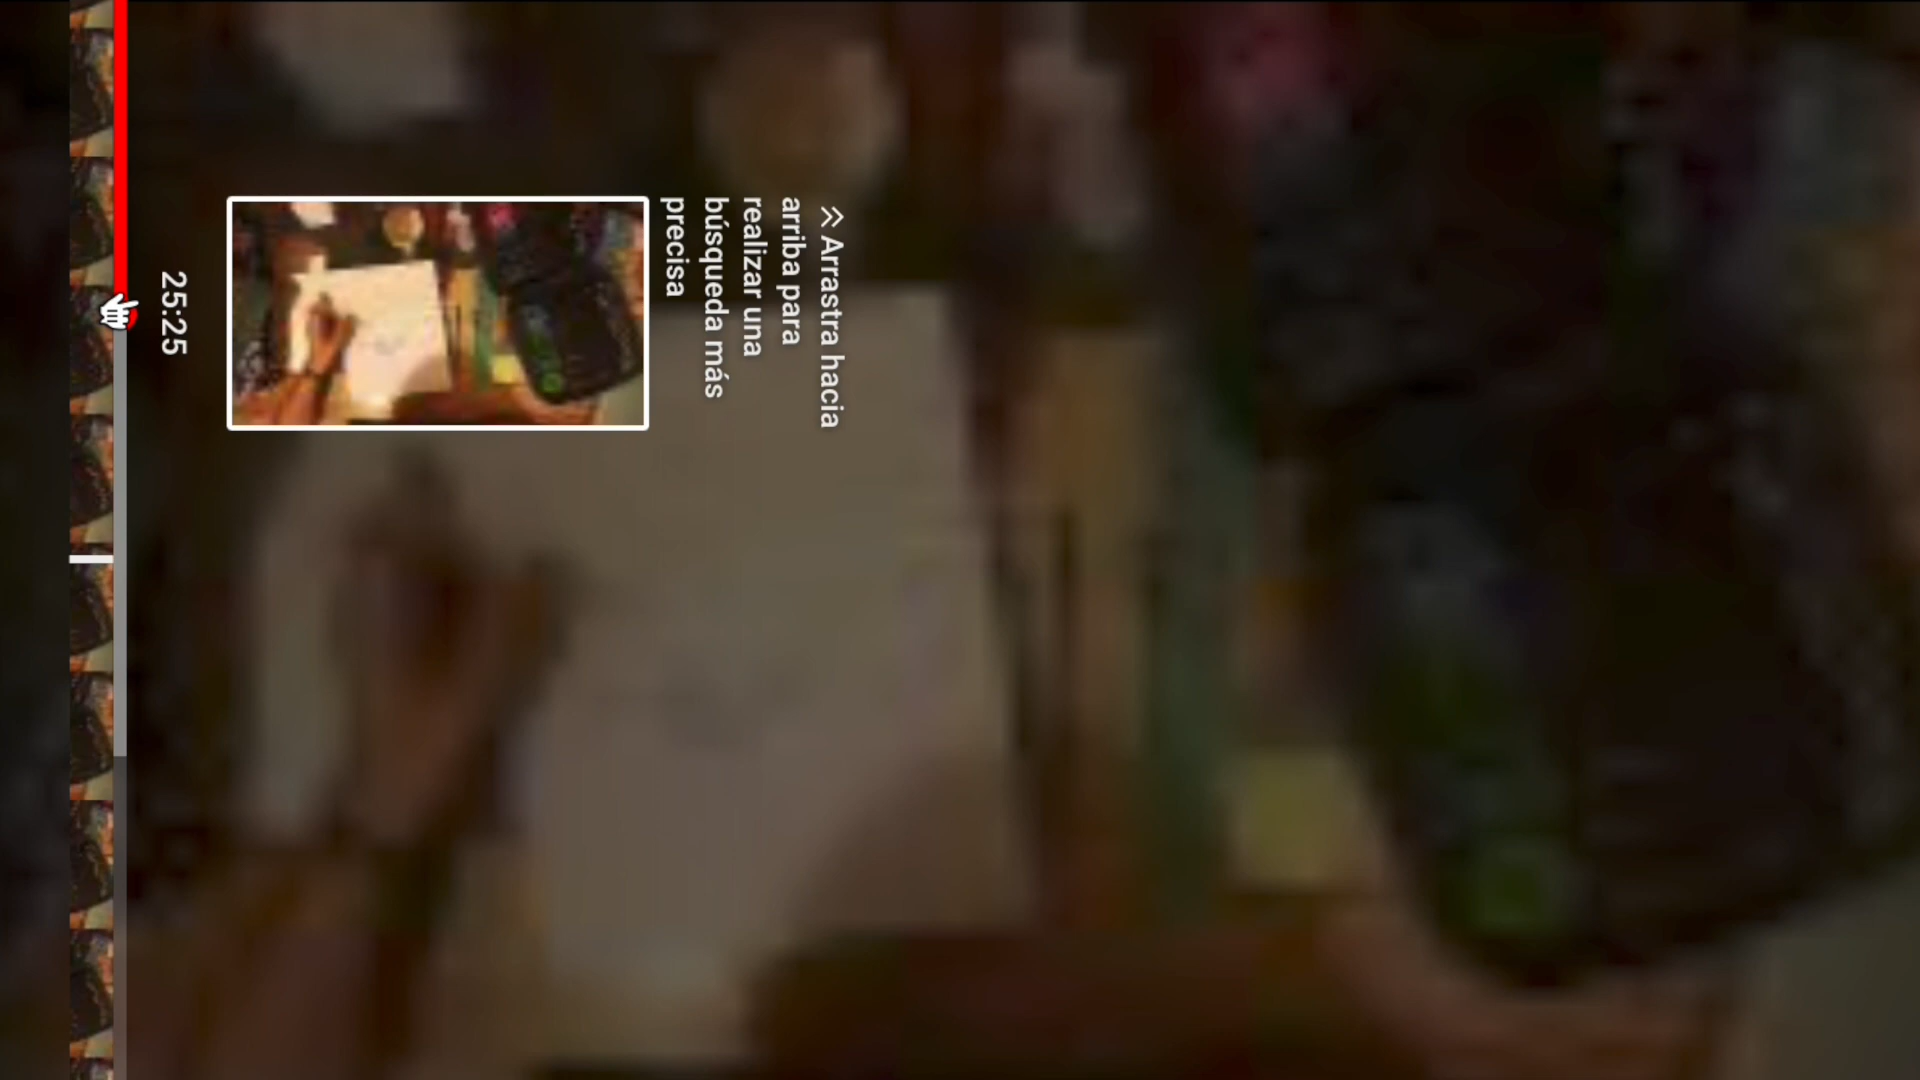 Arrastra hacia
arriba para
realizar una
búsqueda más
precisa
25:25